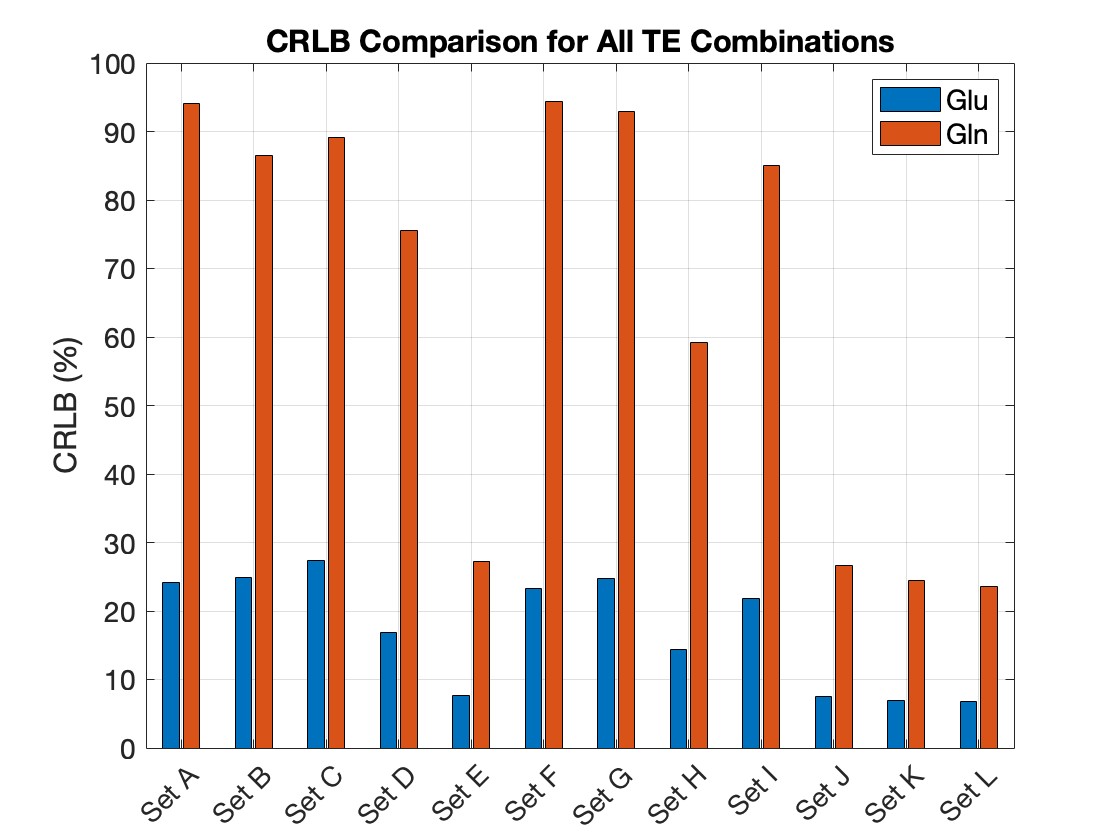 CRLB Comparison for All TE Combinations
Glu
Gln
CRLB (%)
100
90
80
70
60
50
40
30
20
10
0
Set A
Set B
Set C
Set D
Set E
Set F
Set G
Set H
Set I
Set J
Set K
Set L